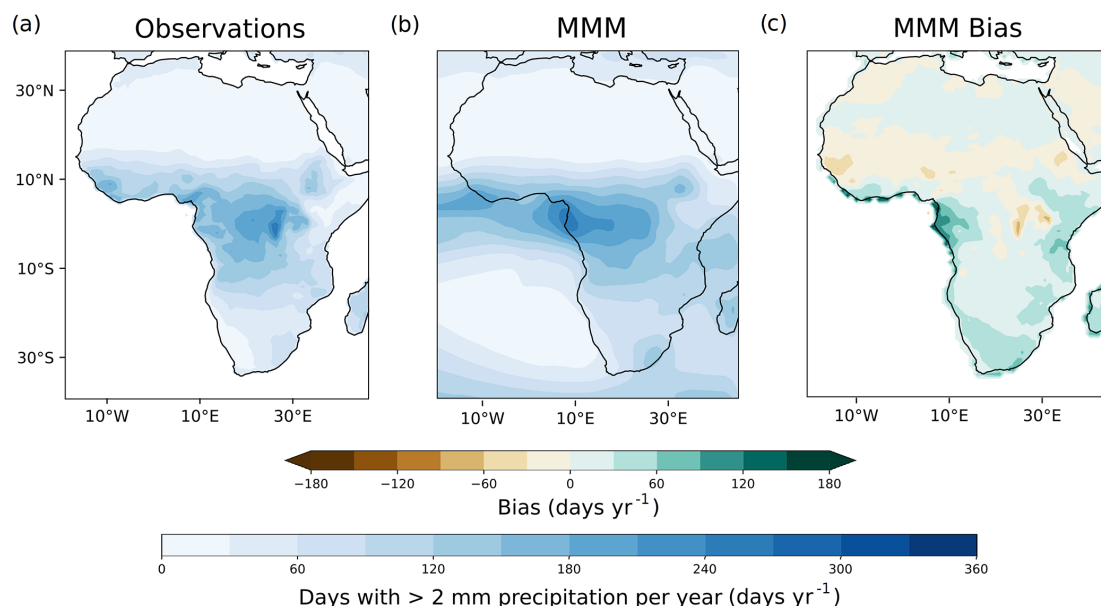 (a) Observations
(b) MMM
(c) MMM Bias
30°N
10°N
10°S
30°S
10°W 10°E 30°E
10°W 10°E 30°E
10°W 10°E 30°E
−180 −120 −60 0 60 120 180
Bias (days yr⁻¹)
0 60 120 180 240 300 360
Days with > 2 mm precipitation per year (days yr⁻¹)